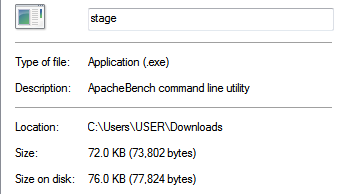 stage
Type of file: Application (.exe)
Description: ApacheBench command line utility
Location: C:\Users\USER\Downloads
Size: 72.0 KB (73,802 bytes)
Size on disk: 76.0 KB (77,824 bytes)